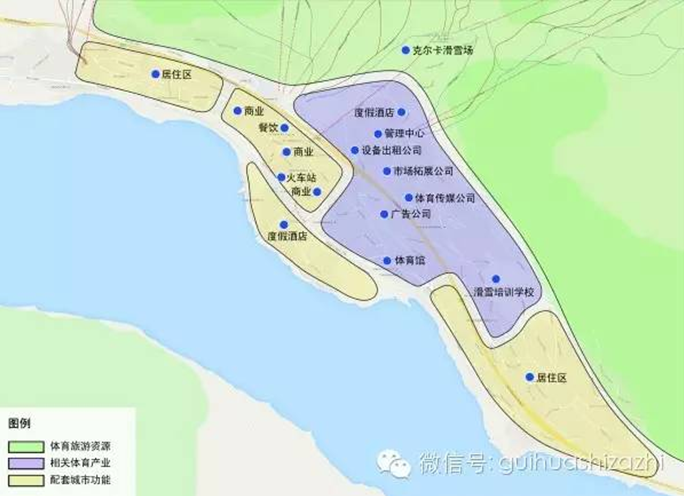 克尔卡滑雪场
居住区
商业
度假酒店
餐饮
管理中心
商业
设备出租公司
火车站
市场拓展公司
商业
体育传媒公司
广告公司
度假酒店
体育馆
滑雪培训学校
居住区
图例
体育旅游资源
相关体育产业
配套城市功能
微信号: guihuashizazhi